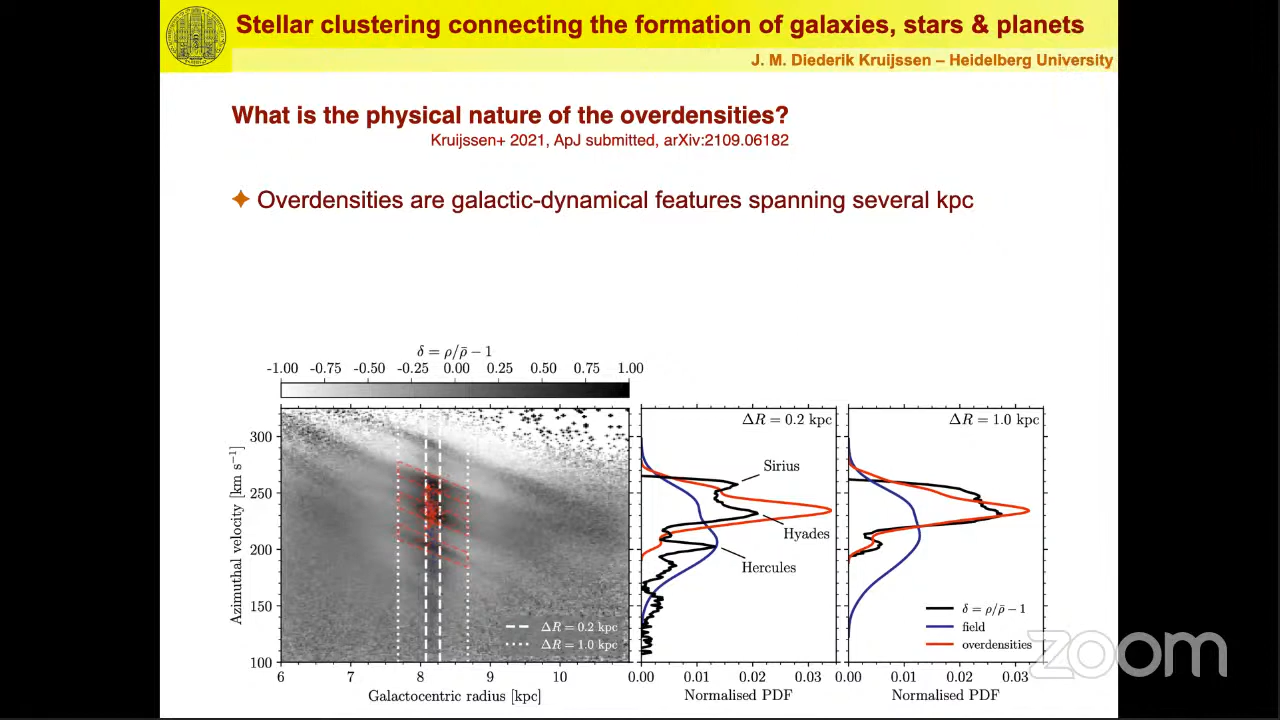 Stellar clustering connecting the formation of galaxies, stars & planets
J. M. Diederik Kruijssen – Heidelberg University
What is the physical nature of the overdensities?
Kruijssen+ 2021, ApJ submitted, arXiv:2109.06182
✦ Overdensities are galactic-dynamical features spanning several kpc
δ = ρ/ρ̄ − 1
-1.00 -0.75 -0.50 -0.25 0.00 0.25 0.50 0.75 1.00
Azimuthal velocity [km s⁻¹]
300
250
200
150
100
ΔR = 0.2 kpc
ΔR = 1.0 kpc
6 7 8 9 10
Galactocentric radius [kpc]
ΔR = 0.2 kpc
Sirius
Hyades
Hercules
0.00 0.01 0.02 0.03
Normalised PDF
ΔR = 1.0 kpc
δ = ρ/ρ̄ − 1
field
overdensities
0.00 0.01 0.02 0.03
Normalised PDF
zoom